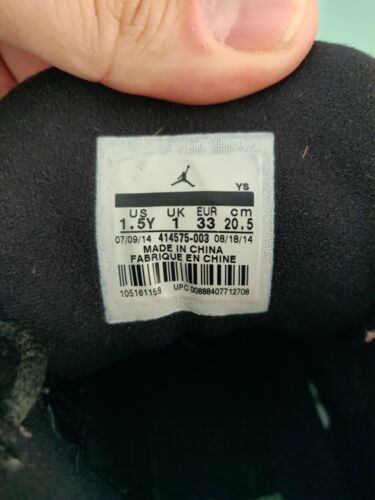 YS
US UK EUR cm
1.5Y 1 33 20.5
07/09/14 414575-003 08/18/14
MADE IN CHINA
FABRIQUE EN CHINE
105161158 UPC 00888407712708